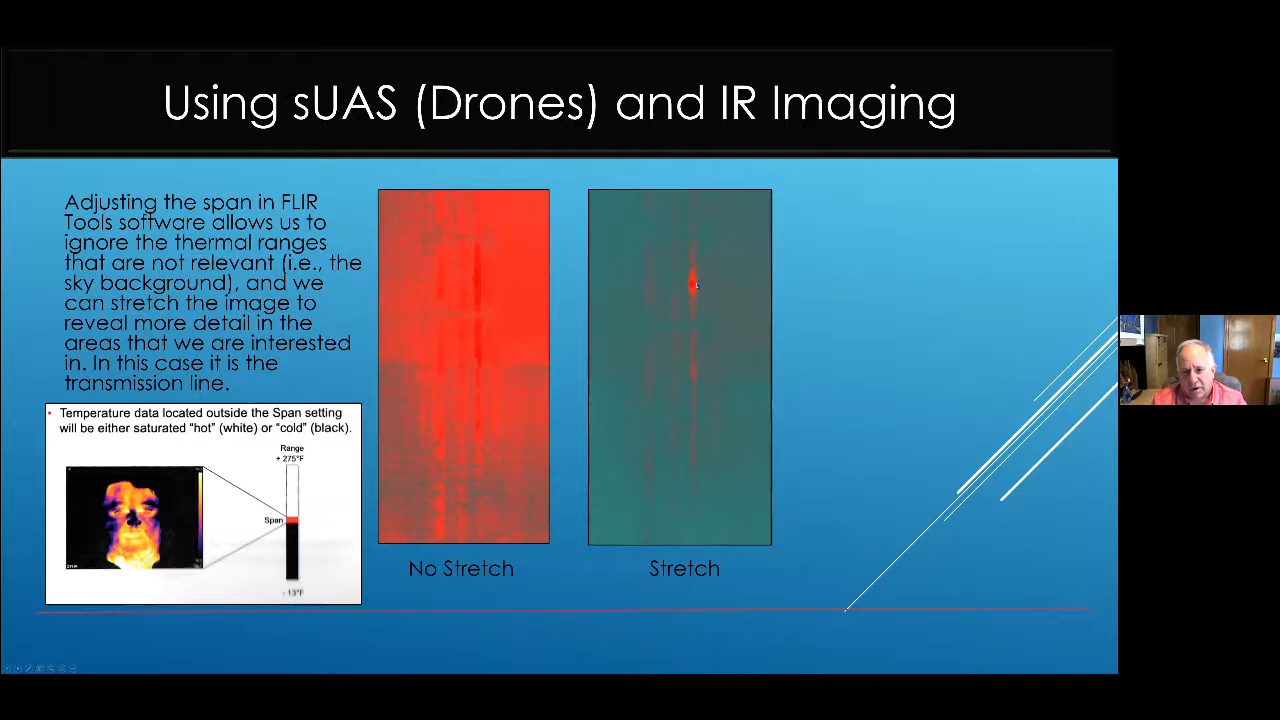 Using sUAS (Drones) and IR Imaging
Adjusting the span in FLIR
Tools software allows us to
ignore the thermal ranges
that are not relevant (i.e., the
sky background), and we
can stretch the image to
reveal more detail in the
areas that we are interested
in. In this case it is the
transmission line.
• Temperature data located outside the Span setting
will be either saturated “hot” (white) or “cold” (black).
Range
+ 275°F
Span
- 13°F
No Stretch
Stretch